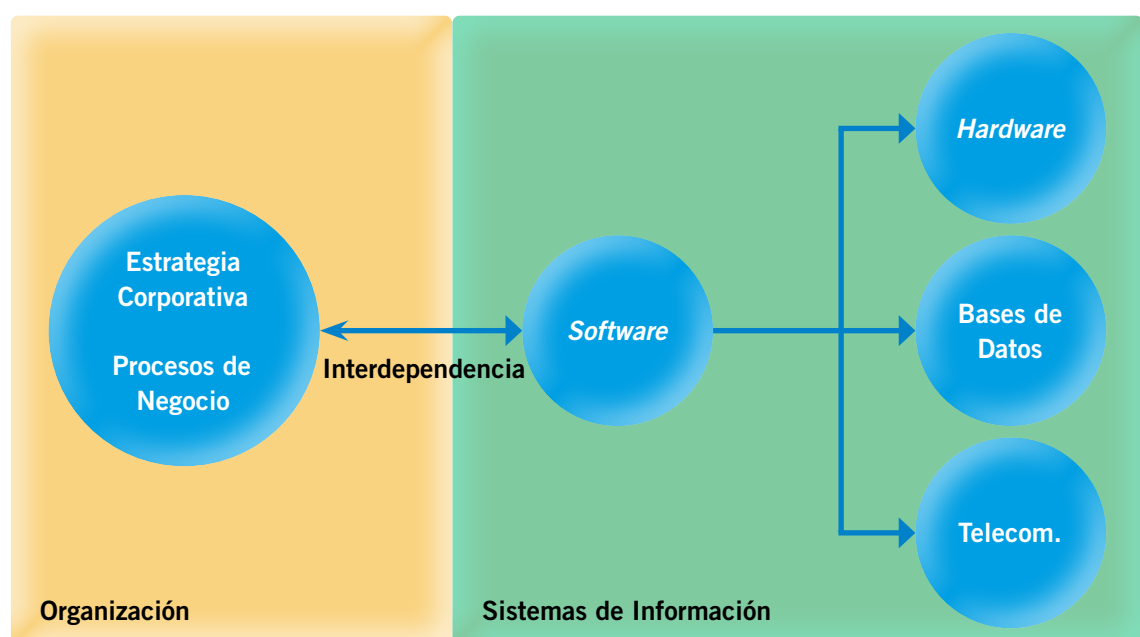 Estrategia
Corporativa
Procesos de
Negocio
Interdependencia
Software
Hardware
Bases de
Datos
Telecom.
Organización
Sistemas de Información